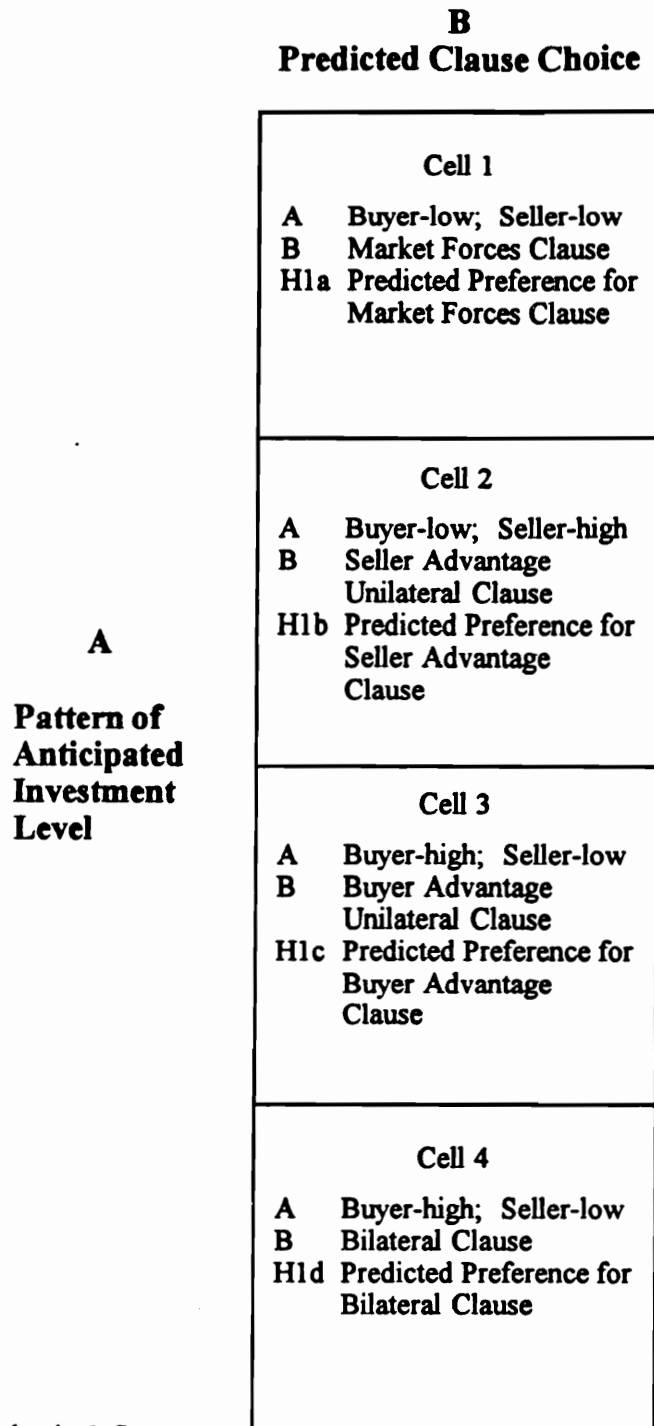 B
Predicted Clause Choice
Cell 1
A Buyer-low; Seller-low
B Market Forces Clause
H1a Predicted Preference for
Market Forces Clause
Cell 2
A Buyer-low; Seller-high
B Seller Advantage
Unilateral Clause
H1b Predicted Preference for
Seller Advantage
Clause
A
Pattern of
Anticipated
Investment
Level
Cell 3
A Buyer-high; Seller-low
B Buyer Advantage
Unilateral Clause
H1c Predicted Preference for
Buyer Advantage
Clause
Cell 4
A Buyer-high; Seller-low
B Bilateral Clause
H1d Predicted Preference for
Bilateral Clause